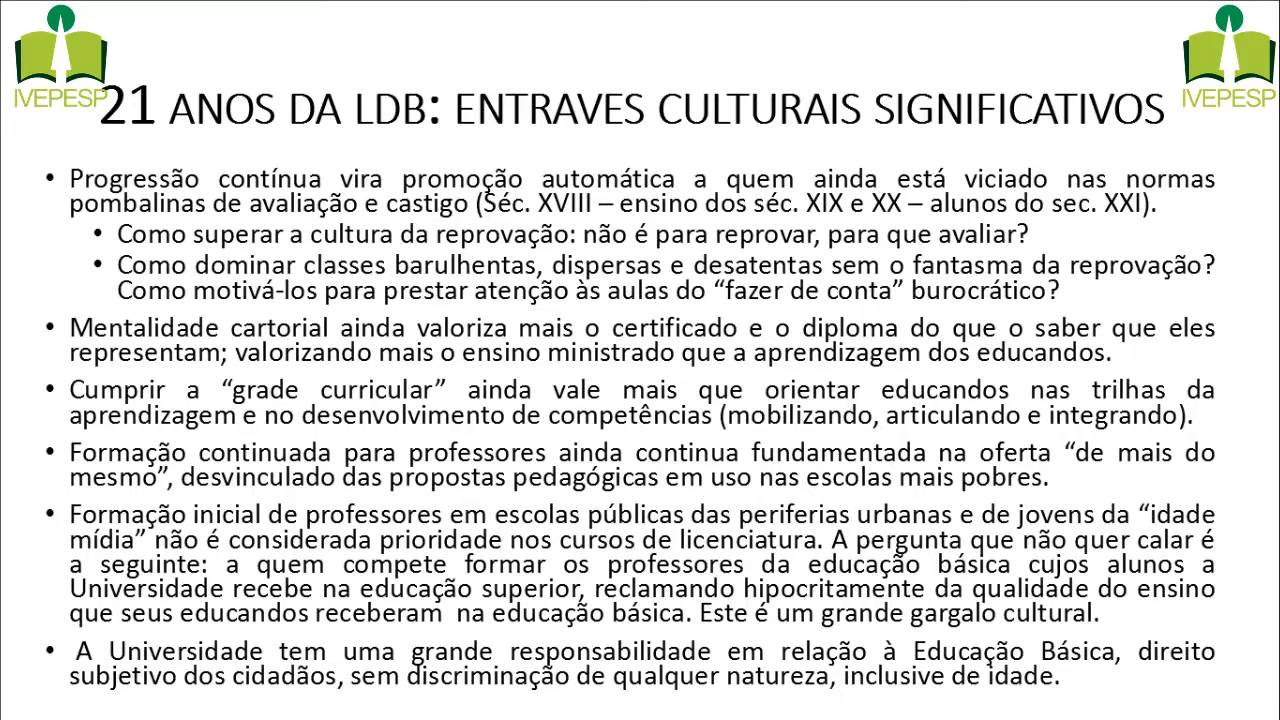 IVEPESP
IVEPESP
21 ANOS DA LDB: ENTRAVES CULTURAIS SIGNIFICATIVOS
• Progressão contínua vira promoção automática a quem ainda está viciado nas normas
pombalinas de avaliação e castigo (Séc. XVIII – ensino dos séc. XIX e XX – alunos do sec. XXI).
• Como superar a cultura da reprovação: não é para reprovar, para que avaliar?
• Como dominar classes barulhentas, dispersas e desatentas sem o fantasma da reprovação?
Como motivá-los para prestar atenção às aulas do “fazer de conta” burocrático?
• Mentalidade cartorial ainda valoriza mais o certificado e o diploma do que o saber que eles
representam; valorizando mais o ensino ministrado que a aprendizagem dos educandos.
• Cumprir a “grade curricular” ainda vale mais que orientar educandos nas trilhas da
aprendizagem e no desenvolvimento de competências (mobilizando, articulando e integrando).
• Formação continuada para professores ainda continua fundamentada na oferta “de mais do
mesmo”, desvinculado das propostas pedagógicas em uso nas escolas mais pobres.
• Formação inicial de professores em escolas públicas das periferias urbanas e de jovens da “idade
mídia” não é considerada prioridade nos cursos de licenciatura. A pergunta que não quer calar é
a seguinte: a quem compete formar os professores da educação básica cujos alunos a
Universidade recebe na educação superior, reclamando hipocritamente da qualidade do ensino
que seus educandos receberam na educação básica. Este é um grande gargalo cultural.
• A Universidade tem uma grande responsabilidade em relação à Educação Básica, direito
subjetivo dos cidadãos, sem discriminação de qualquer natureza, inclusive de idade.